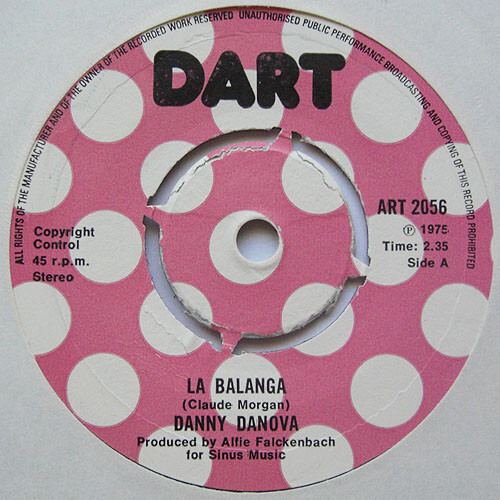 ALL RIGHTS OF THE MANUFACTURER AND OF THE OWNER OF THE RECORDED WORK RESERVED UNAUTHORISED PUBLIC PERFORMANCE BROADCASTING AND COPYING OF THIS RECORD PROHIBITED
DART
ART 2056
Copyright
Control
45 r.p.m.
Stereo
℗ 1975
Time: 2.35
Side A
LA BALANGA
(Claude Morgan)
DANNY DANOVA
Produced by Alfie Falckenbach
for Sinus Music